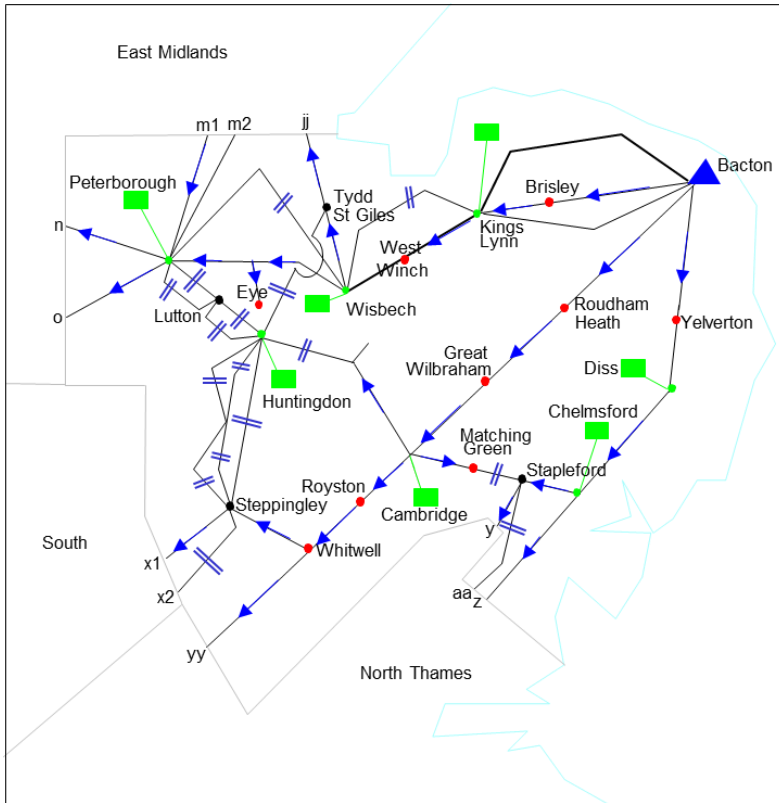 East Midlands
m1
m2
jj
Peterborough
Bacton
Brisley
Tydd
St Giles
n
Kings
Lynn
West
Winch
Eye
Wisbech
Lutton
o
Roudham
Heath
Yelverton
Great
Wilbraham
Diss
Huntingdon
Chelmsford
Matching
Green
Stapleford
Royston
Steppingley
Cambridge
y
South
Whitwell
x1
x2
aa
z
yy
North Thames